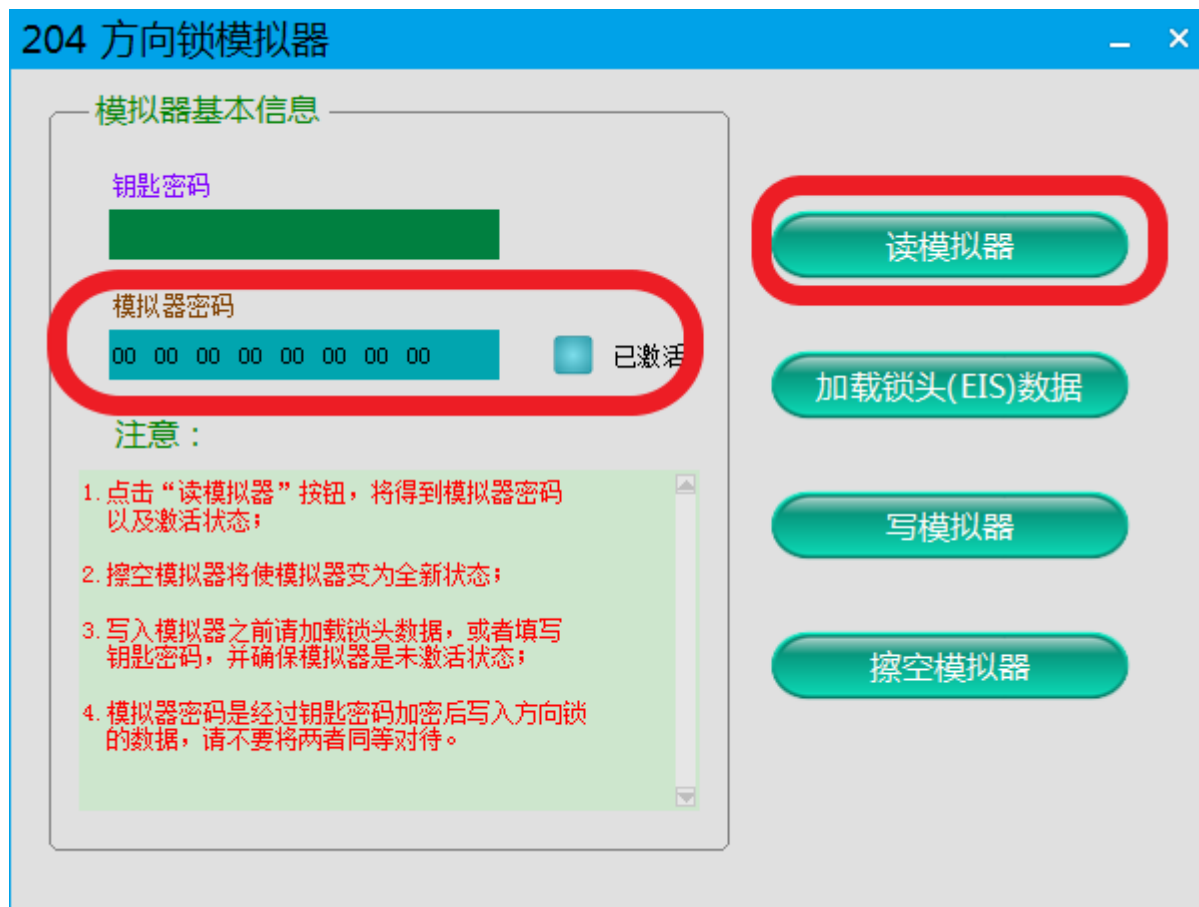 204 方向锁模拟器
模拟器基本信息
钥匙密码
模拟器密码
00 00 00 00 00 00 00 00
已激活
注意：
1. 点击“读模拟器”按钮，将得到模拟器密码
以及激活状态；
2. 擦空模拟器将使模拟器变为全新状态；
3. 写入模拟器之前请加载锁头数据，或者填写
钥匙密码，并确保模拟器是未激活状态；
4. 模拟器密码是经过钥匙密码加密后写入方向锁
的数据，请不要将两者同等对待。
读模拟器
加载锁头(EIS)数据
写模拟器
擦空模拟器